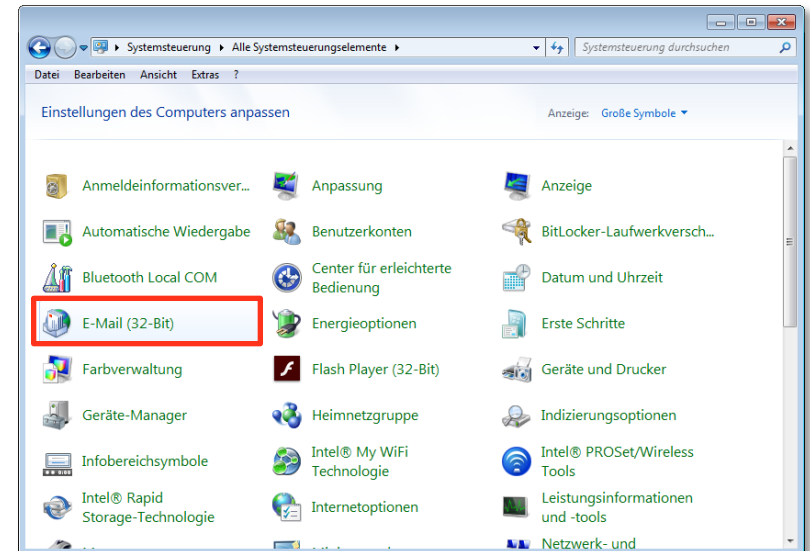 Systemsteuerung Alle Systemsteuerungselemente Systemsteuerung durchsuchen
Datei Bearbeiten Ansicht Extras ?
Einstellungen des Computers anpassen Anzeige: Große Symbole
Anmeldeinformationsver... Anpassung Anzeige
Automatische Wiedergabe Benutzerkonten BitLocker-Laufwerkversch...
Bluetooth Local COM Center für erleichterte Bedienung Datum und Uhrzeit
E-Mail (32-Bit) Energieoptionen Erste Schritte
Farbverwaltung Flash Player (32-Bit) Geräte und Drucker
Geräte-Manager Heimnetzgruppe Indizierungsoptionen
Infobereichsymbole Intel® My WiFi Technologie Intel® PROSet/Wireless Tools
Intel® Rapid Storage-Technologie Internetoptionen Leistungsinformationen und -tools
Netzwerk- und